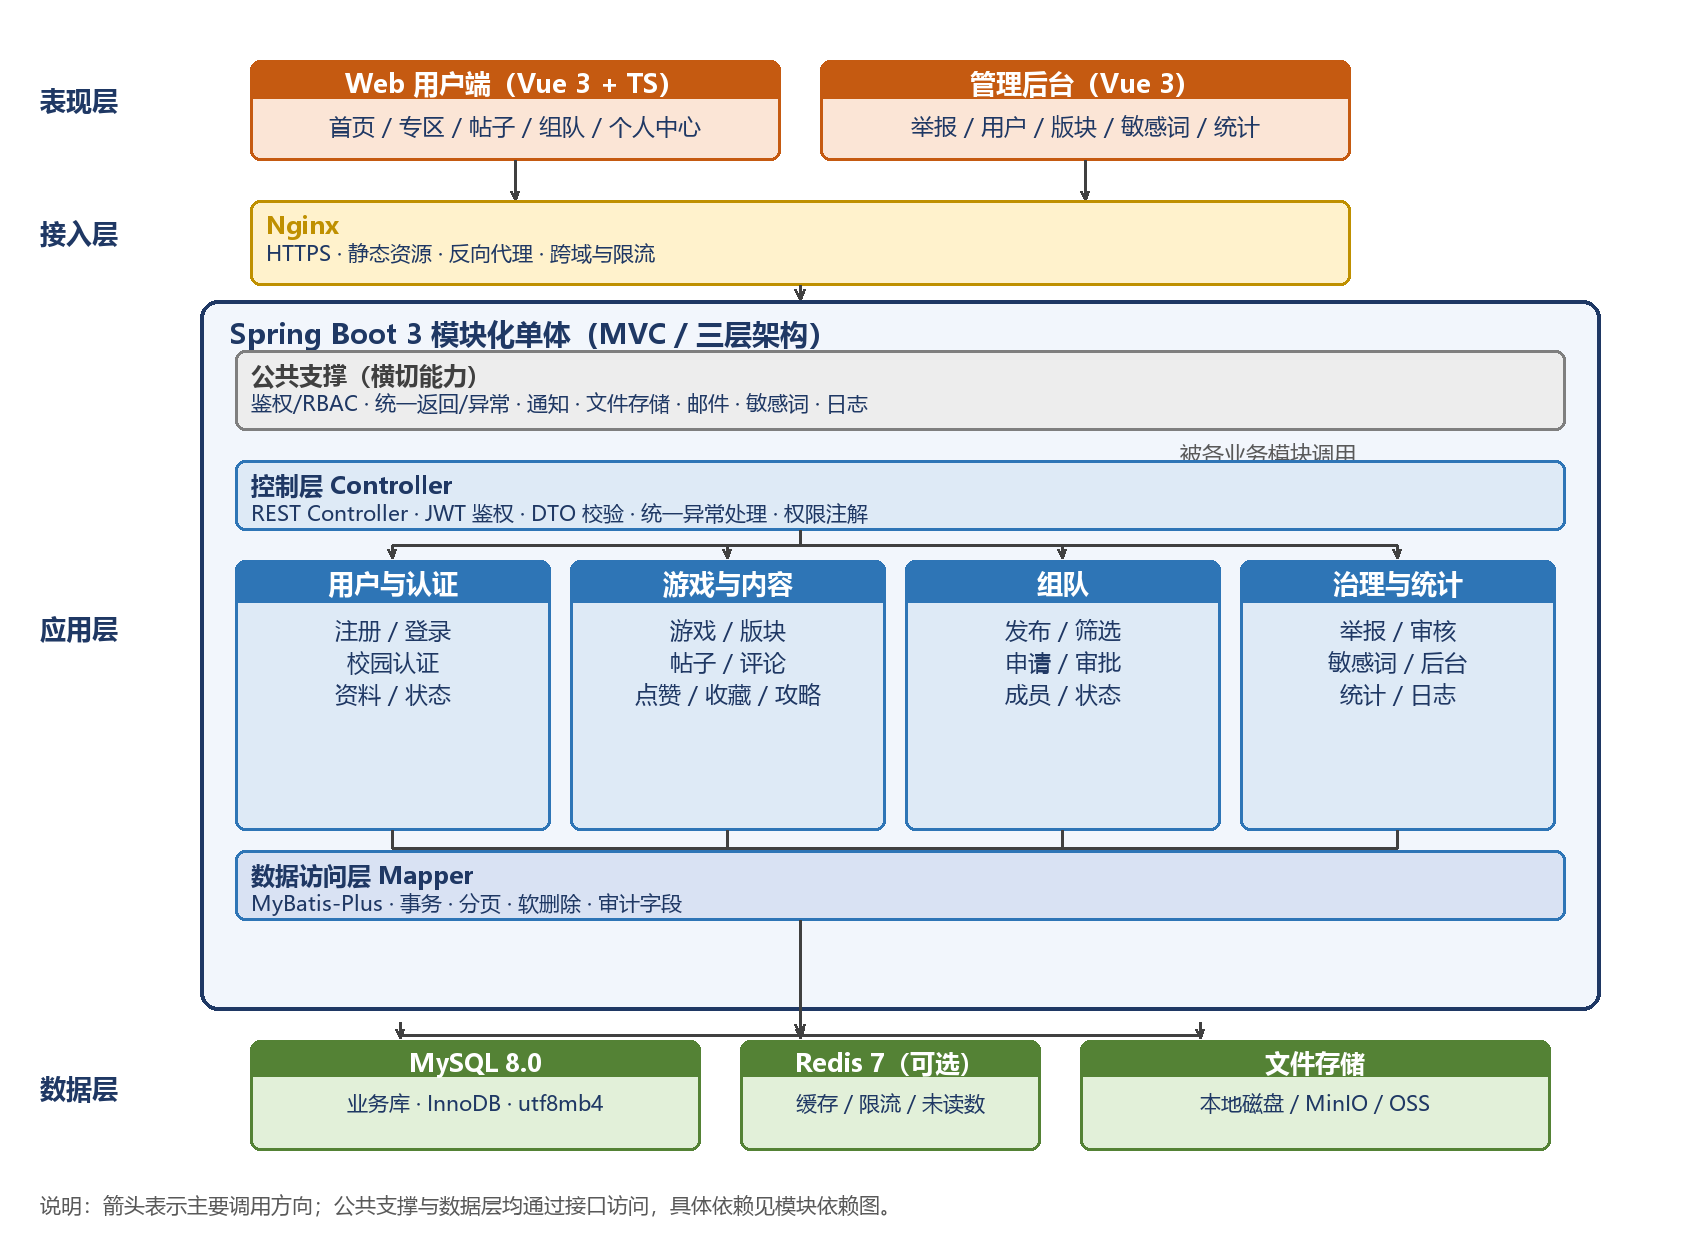 表现层
Web 用户端（Vue 3 + TS）
首页 / 专区 / 帖子 / 组队 / 个人中心
管理后台（Vue 3）
举报 / 用户 / 版块 / 敏感词 / 统计
接入层
Nginx
HTTPS · 静态资源 · 反向代理 · 跨域与限流
Spring Boot 3 模块化单体（MVC / 三层架构）
公共支撑（横切能力）
鉴权/RBAC · 统一返回/异常 · 通知 · 文件存储 · 邮件 · 敏感词 · 日志
被各业务模块调用
控制层 Controller
REST Controller · JWT 鉴权 · DTO 校验 · 统一异常处理 · 权限注解
应用层
用户与认证
注册 / 登录
校园认证
资料 / 状态
游戏与内容
游戏 / 版块
帖子 / 评论
点赞 / 收藏 / 攻略
组队
发布 / 筛选
申请 / 审批
成员 / 状态
治理与统计
举报 / 审核
敏感词 / 后台
统计 / 日志
数据访问层 Mapper
MyBatis-Plus · 事务 · 分页 · 软删除 · 审计字段
数据层
MySQL 8.0
业务库 · InnoDB · utf8mb4
Redis 7（可选）
缓存 / 限流 / 未读数
文件存储
本地磁盘 / MinIO / OSS
说明：箭头表示主要调用方向；公共支撑与数据层均通过接口访问，具体依赖见模块依赖图。